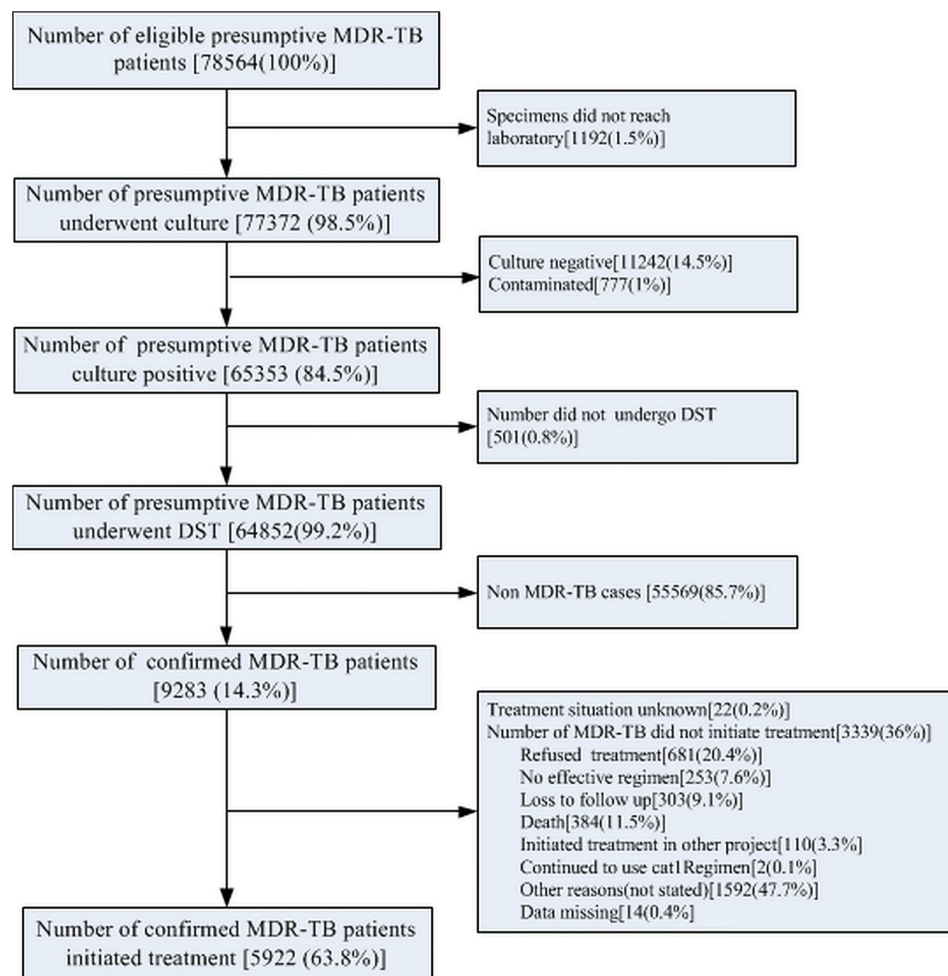 Number of eligible presumptive MDR-TB
patients [78564(100%)]
Specimens did not reach
laboratory[1192(1.5%)]
Number of presumptive MDR-TB patients
underwent culture [77372 (98.5%)]
Culture negative[11242(14.5%)]
Contaminated[777(1%)]
Number of presumptive MDR-TB patients
culture positive [65353 (84.5%)]
Number did not undergo DST
[501(0.8%)]
Number of presumptive MDR-TB patients
underwent DST [64852(99.2%)]
Non MDR-TB cases [55569(85.7%)]
Number of confirmed MDR-TB patients
[9283 (14.3%)]
Treatment situation unknown[22(0.2%)]
Number of MDR-TB did not initiate treatment[3339(36%)]
Refused treatment[681(20.4%)]
No effective regimen[253(7.6%)]
Loss to follow up[303(9.1%)]
Death[384(11.5%)]
Initiated treatment in other project[110(3.3%]
Continued to use cat1Regimen[2(0.1%]
Other reasons(not stated)[1592(47.7%)]
Data missing[14(0.4%]
Number of confirmed MDR-TB patients
initiated treatment [5922 (63.8%)]